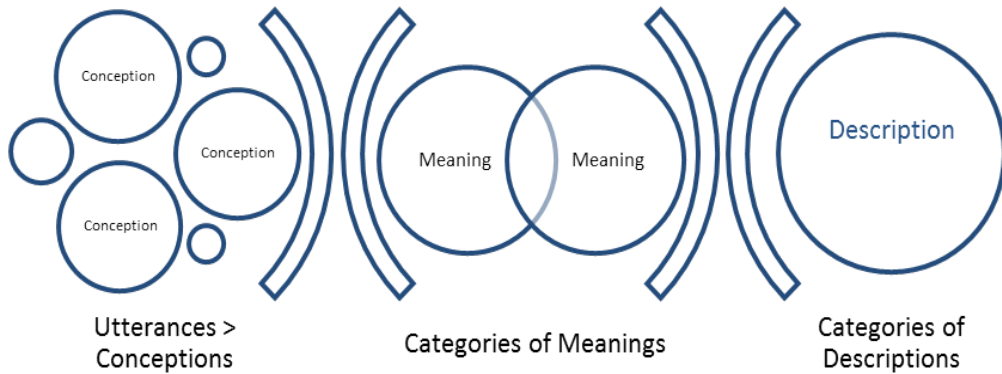 Conception
Conception
Conception
Meaning
Meaning
Description
Utterances >
Conceptions
Categories of Meanings
Categories of
Descriptions